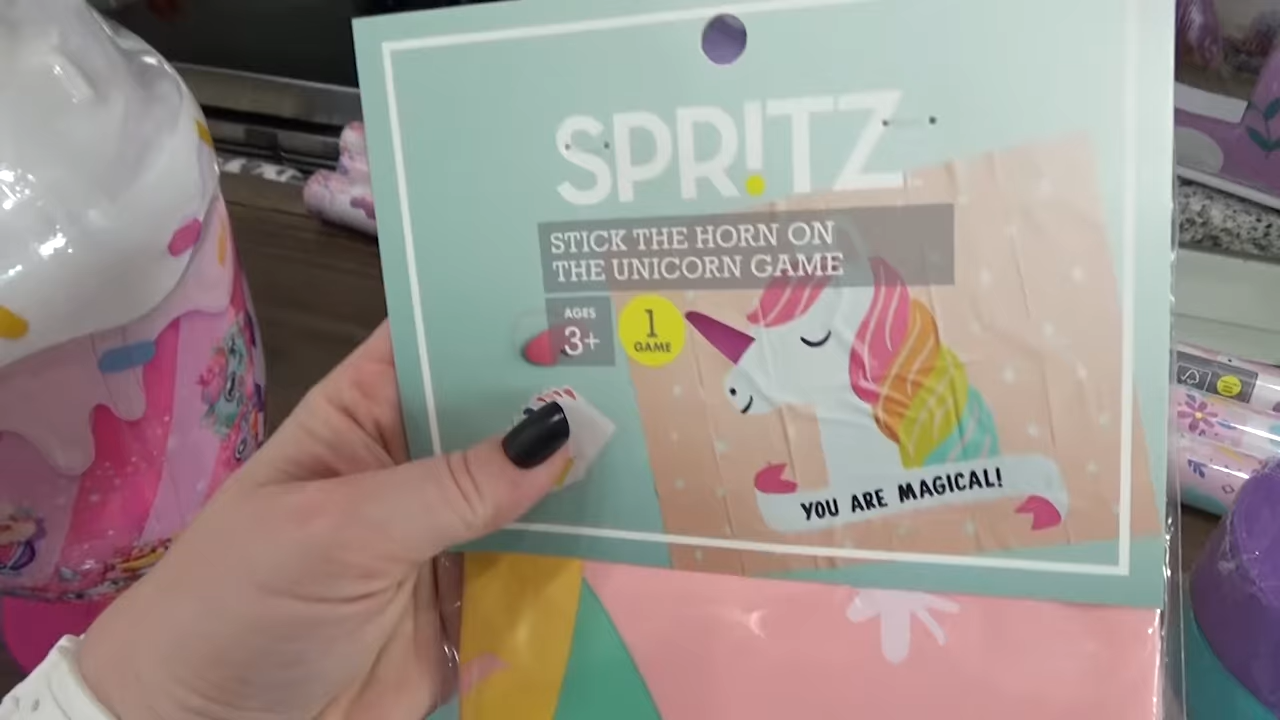 SPR!TZ
STICK THE HORN ON
THE UNICORN GAME
AGES
3+
1
GAME
YOU ARE MAGICAL!